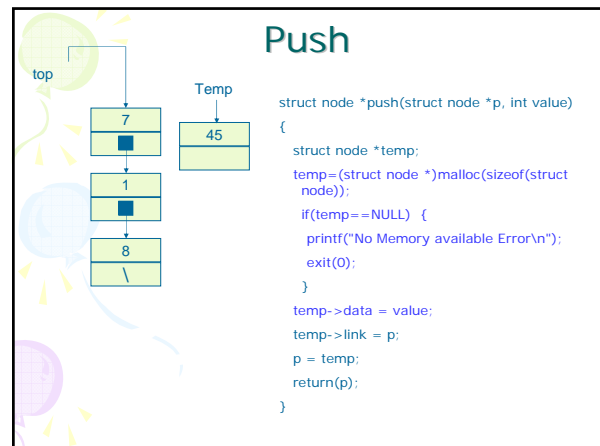 Push
top
Temp
7
45
1
8
\
struct node *push(struct node *p, int value)
{
struct node *temp;
temp=(struct node *)malloc(sizeof(struct
node));
if(temp==NULL) {
printf("No Memory available Error\n");
exit(0);
}
temp->data = value;
temp->link = p;
p = temp;
return(p);
}